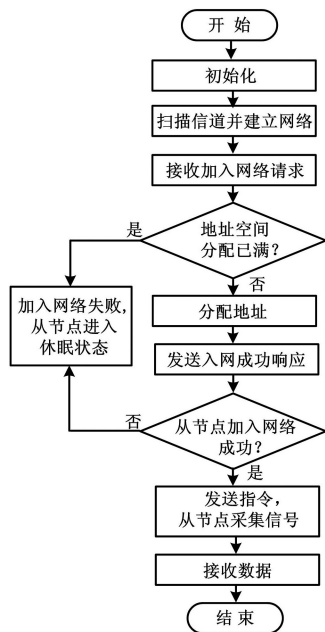 开 始
初始化
扫描信道并建立网络
接收加入网络请求
地址空间
分配已满?
是
否
加入网络失败,
从节点进入
休眠状态
分配地址
发送入网成功响应
从节点加入网络
成功?
否
是
发送指令,
从节点采集信号
接收数据
结 束